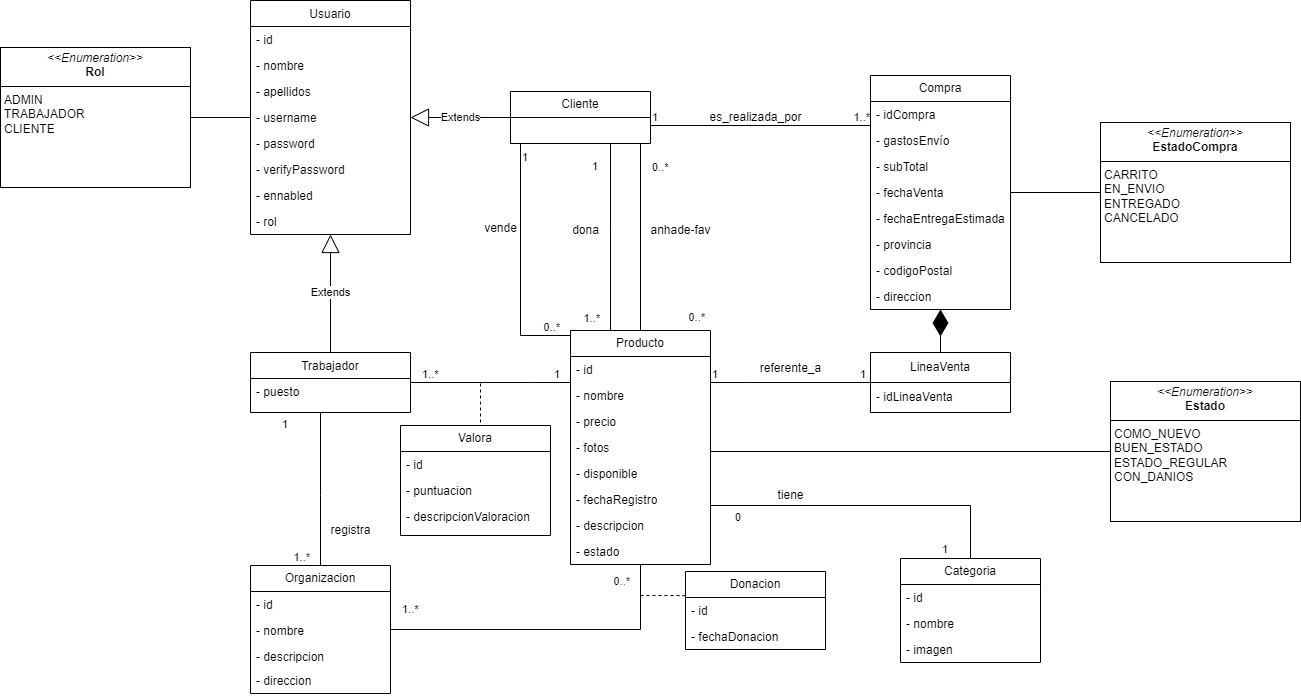 Usuario
- id
- nombre
- apellidos
- username
- password
- verifyPassword
- ennabled
- rol
<<Enumeration>>
Rol
ADMIN
TRABAJADOR
CLIENTE
Extends
Cliente
1
es_realizada_por
1..*
Compra
- idCompra
- gastosEnvío
- subTotal
- fechaVenta
- fechaEntregaEstimada
- provincia
- codigoPostal
- direccion
<<Enumeration>>
EstadoCompra
CARRITO
EN_ENVIO
ENTREGADO
CANCELADO
1
vende
0..*
1
dona
1..*
0..*
anhade-fav
0..*
Extends
Trabajador
- puesto
1..*
1
Valora
- id
- puntuacion
- descripcionValoracion
Producto
- id
- nombre
- precio
- fotos
- disponible
- fechaRegistro
- descripcion
- estado
1
referente_a
1
LineaVenta
- idLineaVenta
<<Enumeration>>
Estado
COMO_NUEVO
BUEN_ESTADO
ESTADO_REGULAR
CON_DANIOS
tiene
0
1
Categoria
- id
- nombre
- imagen
1
registra
1..*
Organizacion
- id
- nombre
- descripcion
- direccion
1..*
0..*
Donacion
- id
- fechaDonacion